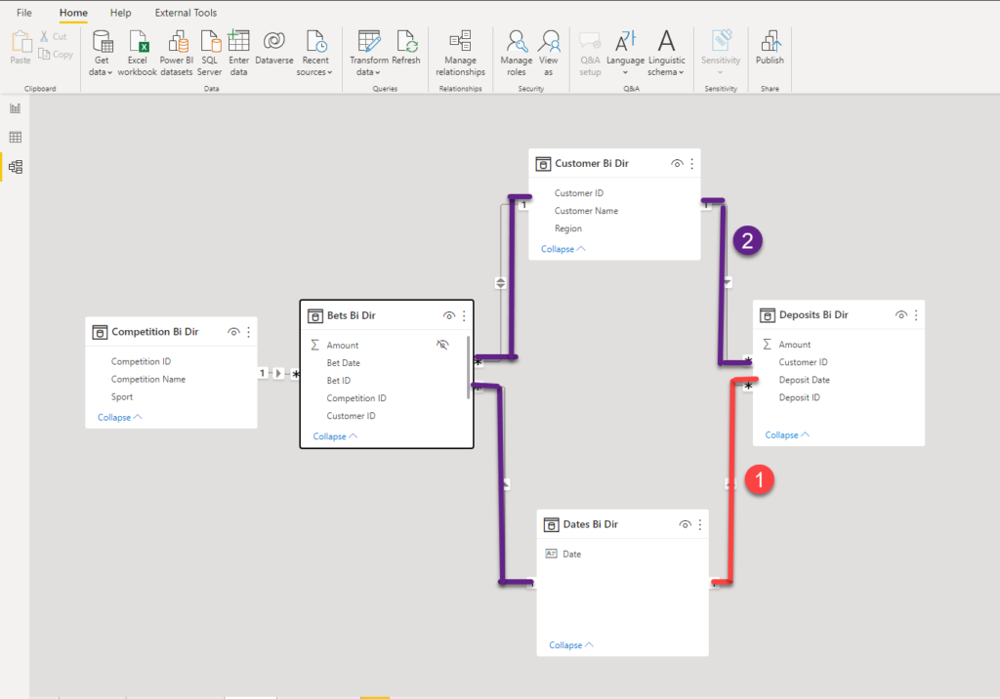 File Home Help External Tools
Paste Cut Copy
Get data Excel workbook Power BI datasets SQL Server Enter data Dataverse Recent sources
Transform data Refresh
Manage relationships
Manage roles View as
Q&A setup Language Linguistic schema
Sensitivity
Publish
Clipboard Data Queries Relationships Security Q&A Sensitivity Share
Customer Bi Dir
Customer ID
Customer Name
Region
Collapse
1
1
2
Competition Bi Dir
Competition ID
Competition Name
Sport
Collapse
1
*
Bets Bi Dir
Amount
Bet Date
Bet ID
Competition ID
Customer ID
Collapse
*
*
Deposits Bi Dir
Amount
Customer ID
Deposit Date
Deposit ID
Collapse
*
*
1
Dates Bi Dir
Date
Collapse